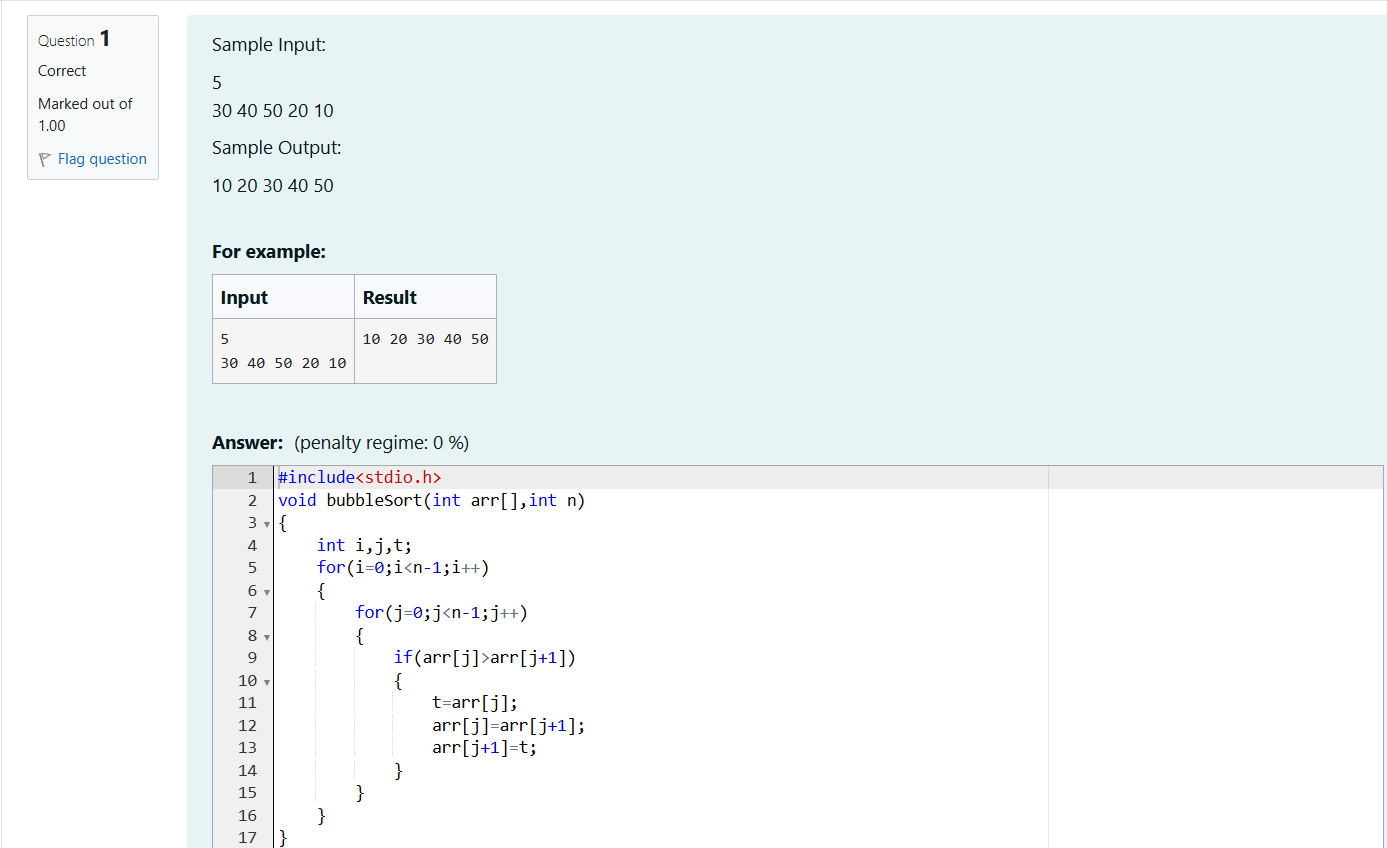 Question 1
Correct
Marked out of
1.00
Flag question
Sample Input:
5
30 40 50 20 10
Sample Output:
10 20 30 40 50
For example:
Input Result
5 10 20 30 40 50
30 40 50 20 10
Answer: (penalty regime: 0 %)
1 #include<stdio.h>
2 void bubbleSort(int arr[],int n)
3 {
4     int i,j,t;
5     for(i=0;i<n-1;i++)
6     {
7         for(j=0;j<n-1;j++)
8         {
9             if(arr[j]>arr[j+1])
10             {
11                 t=arr[j];
12                 arr[j]=arr[j+1];
13                 arr[j+1]=t;
14             }
15         }
16     }
17 }